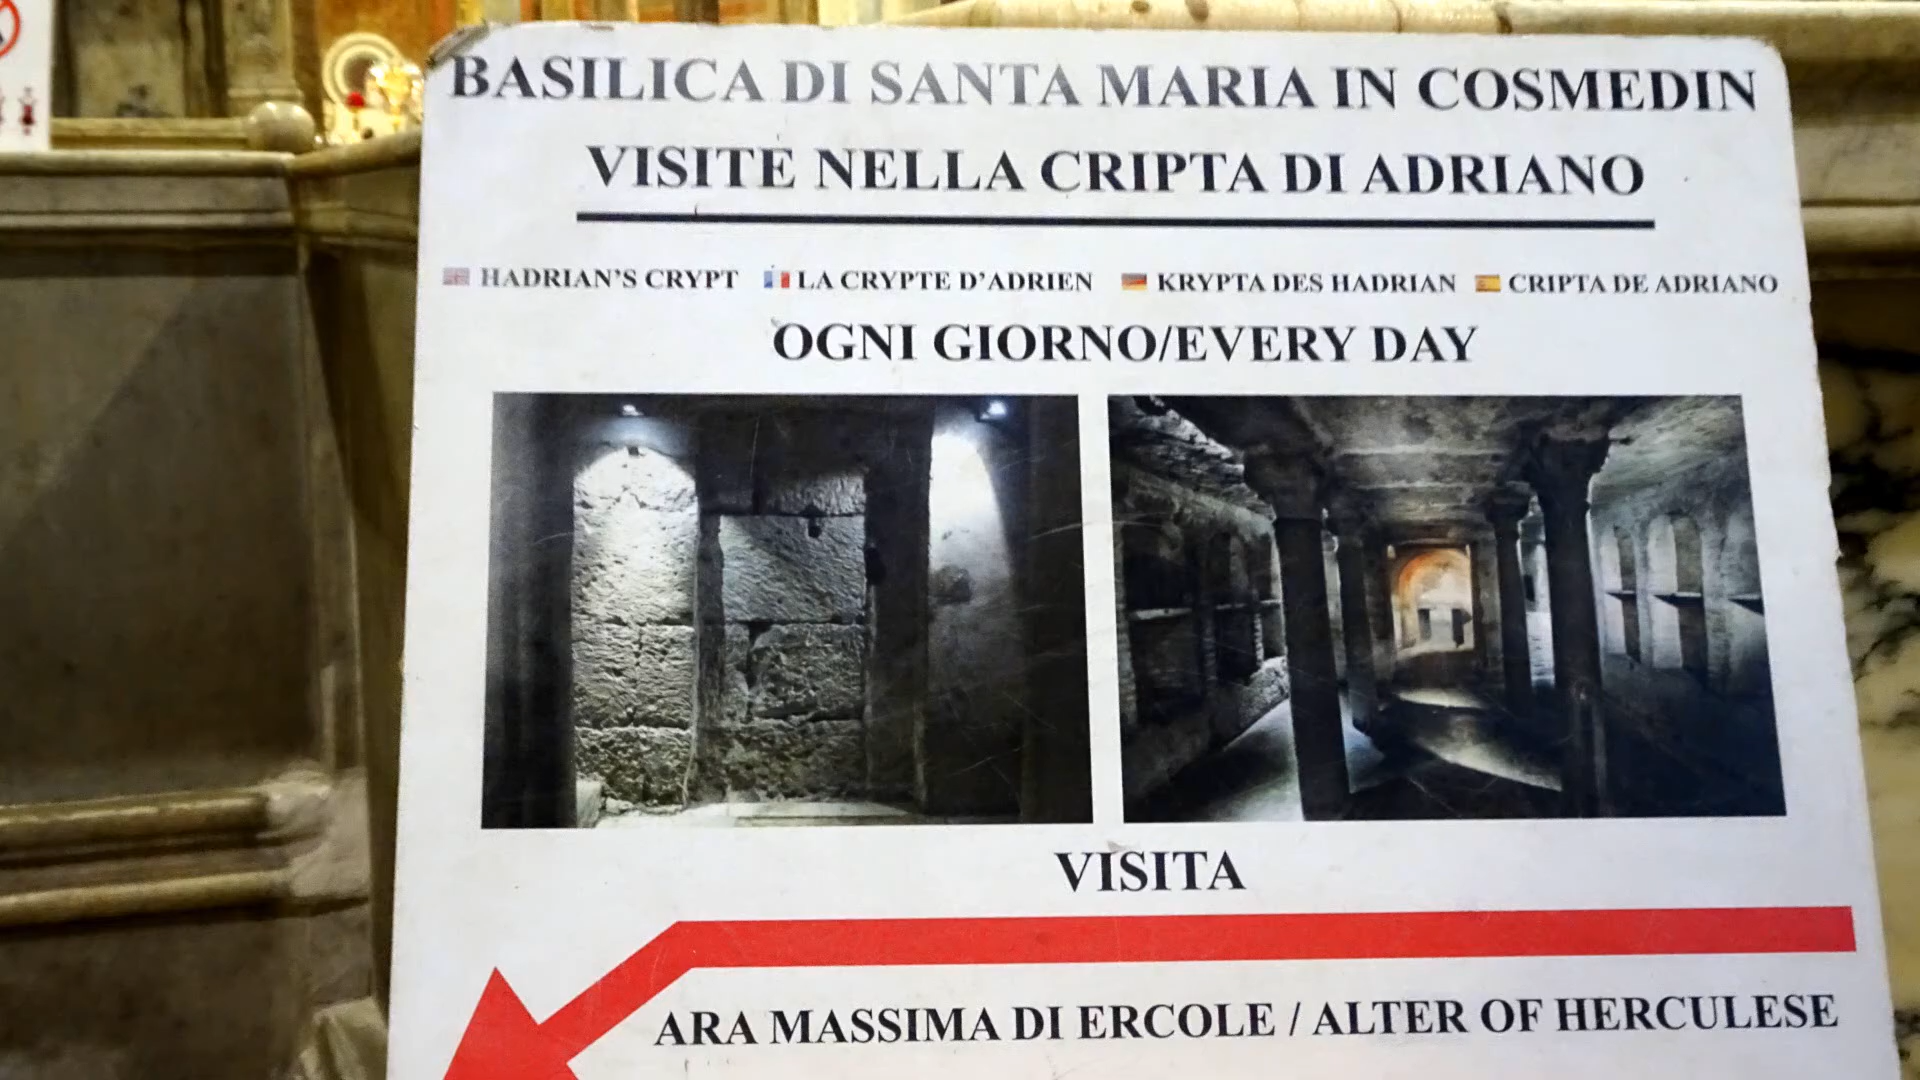 BASILICA DI SANTA MARIA IN COSMEDIN
VISITE NELLA CRIPTA DI ADRIANO
HADRIAN'S CRYPT LA CRYPTE D'ADRIEN KRYPTA DES HADRIAN CRIPTA DE ADRIANO
OGNI GIORNO/EVERY DAY
VISITA
ARA MASSIMA DI ERCOLE / ALTER OF HERCULESE